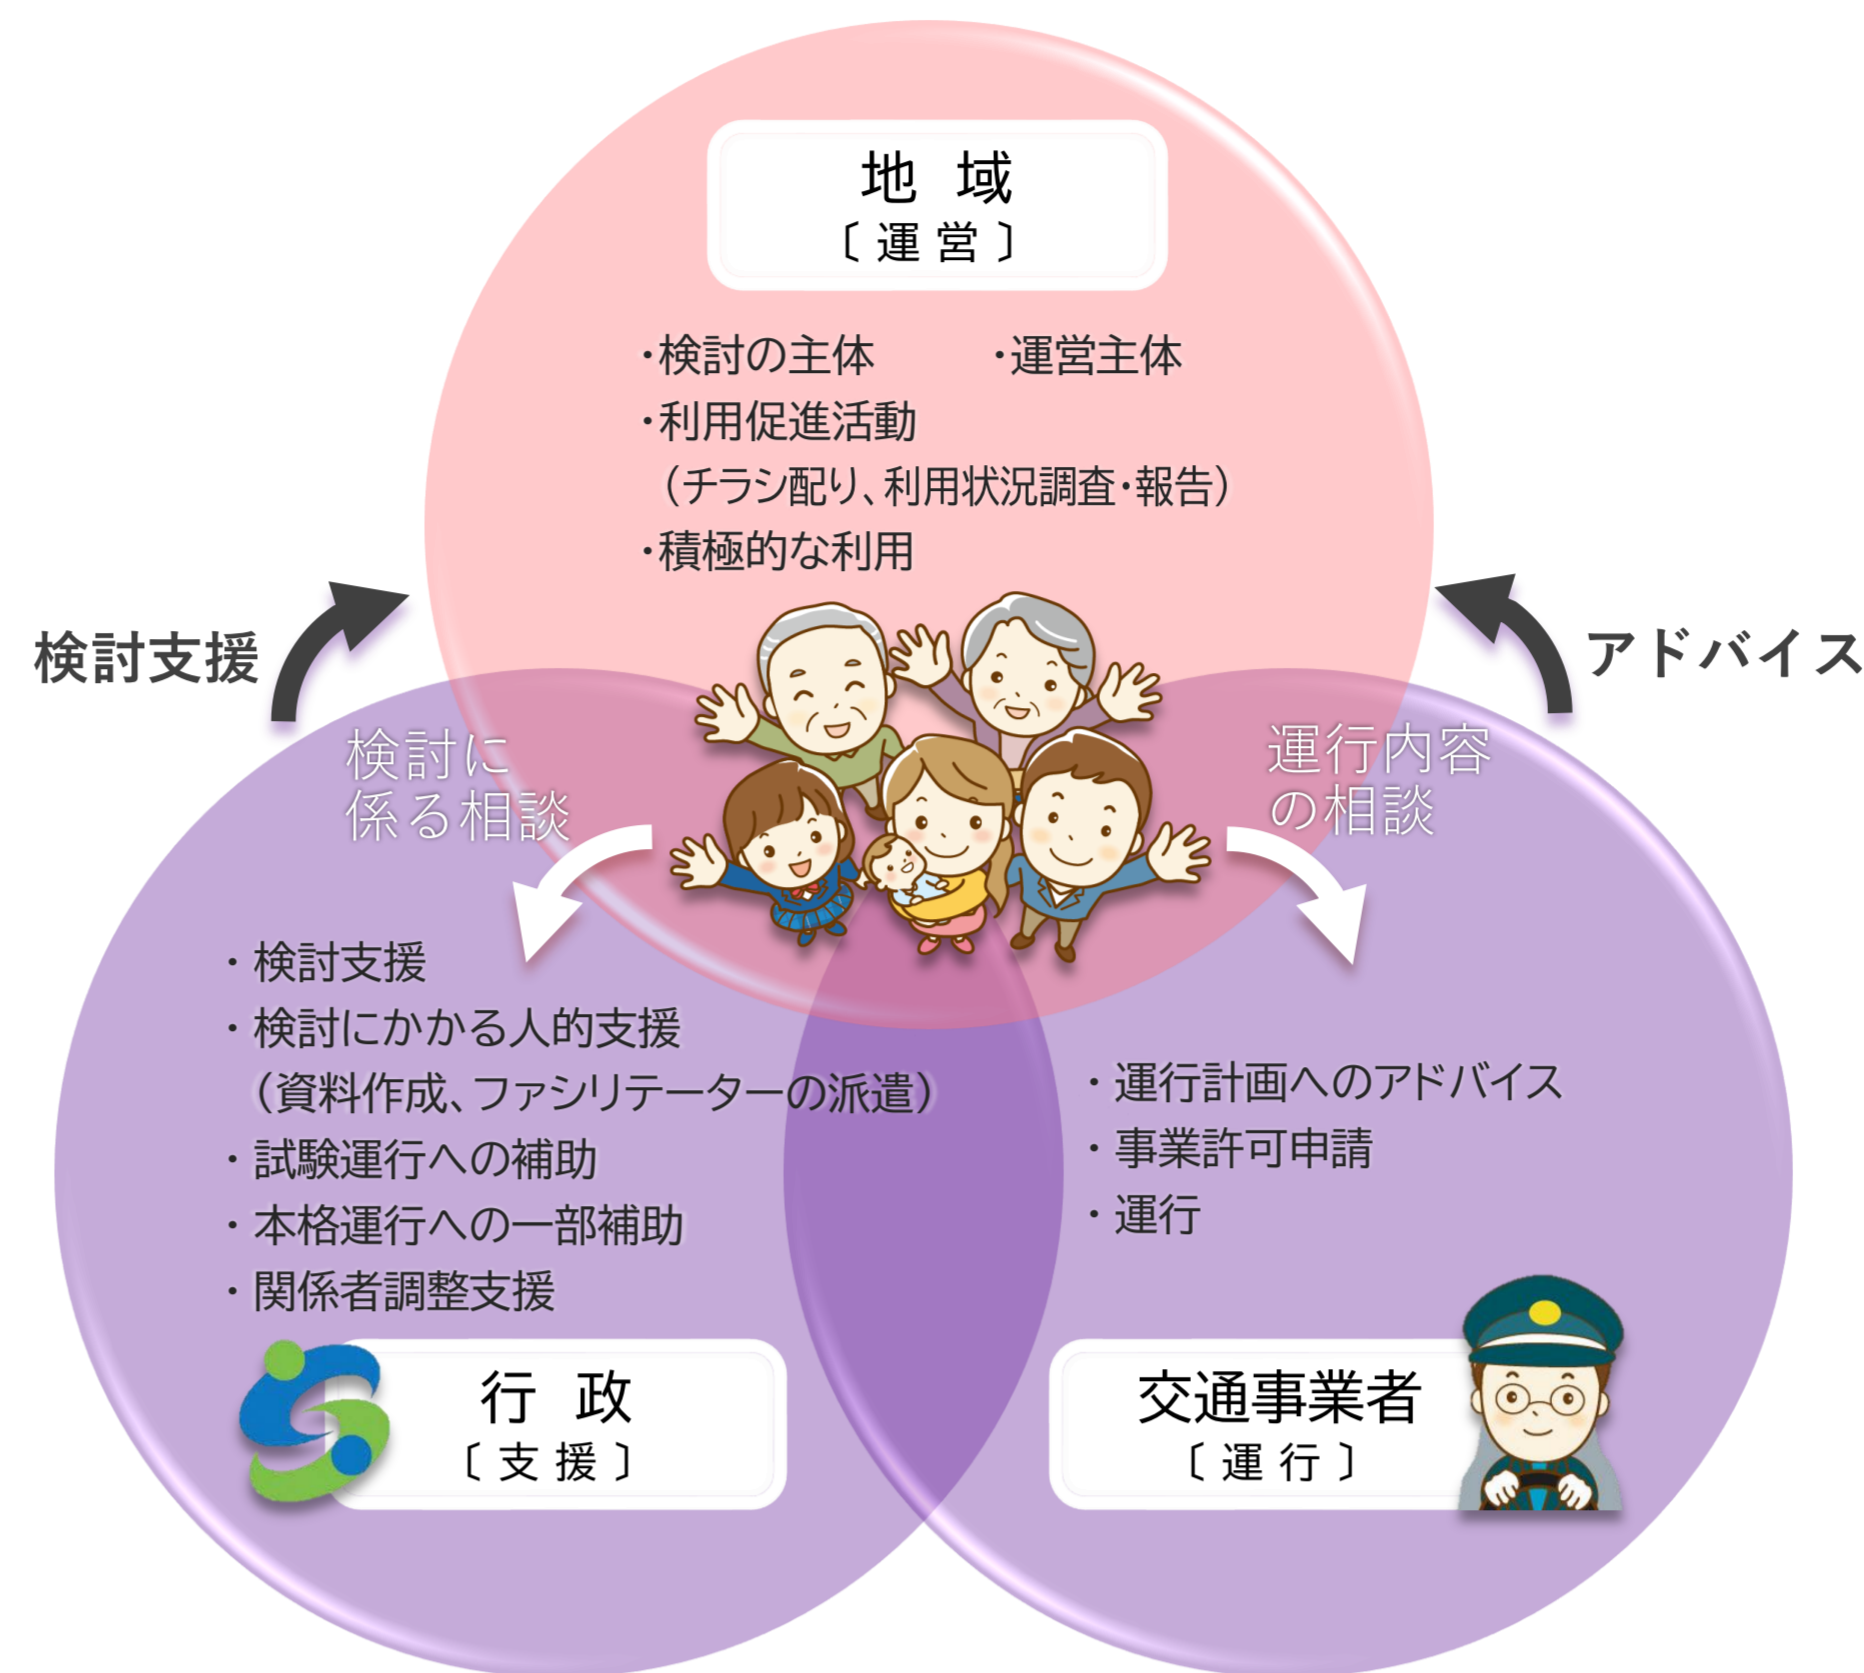 地 域
〔 運 営 〕
・検討の主体　　・運営主体
・利用促進活動
（チラシ配り、利用状況調査・報告）
・積極的な利用
検討支援
アドバイス
検討に
係る相談
運行内容
の相談
・検討支援
・検討にかかる人的支援
（資料作成、ファシリテーターの派遣）
・試験運行への補助
・本格運行への一部補助
・関係者調整支援
行 政
〔 支 援 〕
・運行計画へのアドバイス
・事業許可申請
・運行
交通事業者
〔 運 行 〕